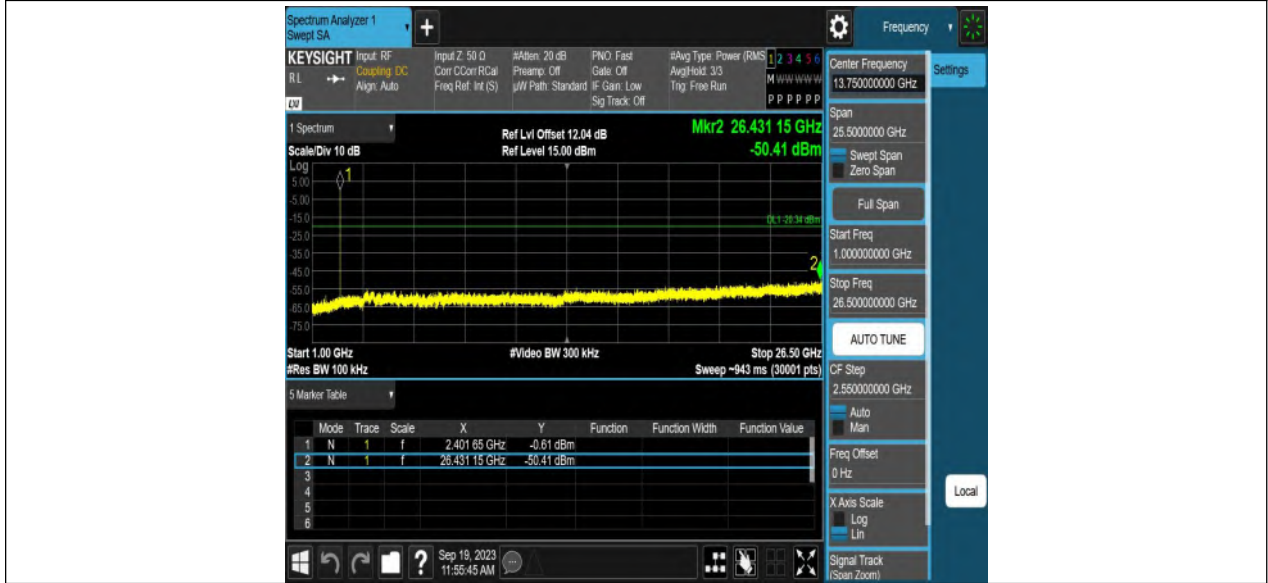 Spectrum Analyzer 1
Swept SA
+
Frequency
KEYSIGHT Input: RF Input Z: 50 Ω #Atten: 20 dB PNO: Fast #Avg Type: Power (RMS 1 2 3 4 5 6
RL Coupling: DC Corr CCorr RCal Preamp: Off Gate: Off Avg|Hold: 3/3 M W W W W W
Align: Auto Freq Ref: Int (S) µW Path: Standard IF Gain: Low Trig: Free Run
Sig Track: Off P P P P P P
LXI
1 Spectrum
Ref Lvl Offset 12.04 dB
Mkr2 26.431 15 GHz
Scale/Div 10 dB
Ref Level 15.00 dBm
-50.41 dBm
Log
1
5.00
-5.00
-15.0
DL1 -20.34 dBm
-25.0
-35.0
2
-45.0
-55.0
-65.0
-75.0
Start 1.00 GHz #Video BW 300 kHz Stop 26.50 GHz
#Res BW 100 kHz Sweep ~943 ms (30001 pts)
5 Marker Table
Mode Trace Scale X Y Function Function Width Function Value
1 N 1 f 2.401 65 GHz -0.61 dBm
2 N 1 f 26.431 15 GHz -50.41 dBm
3
4
5
6
?
Sep 19, 2023
11:55:45 AM
Center Frequency
13.750000000 GHz
Settings
Span
25.5000000 GHz
Swept Span
Zero Span
Full Span
Start Freq
1.000000000 GHz
Stop Freq
26.500000000 GHz
AUTO TUNE
CF Step
2.550000000 GHz
Auto
Man
Freq Offset
0 Hz
Local
X Axis Scale
Log
Lin
Signal Track
(Span Zoom)